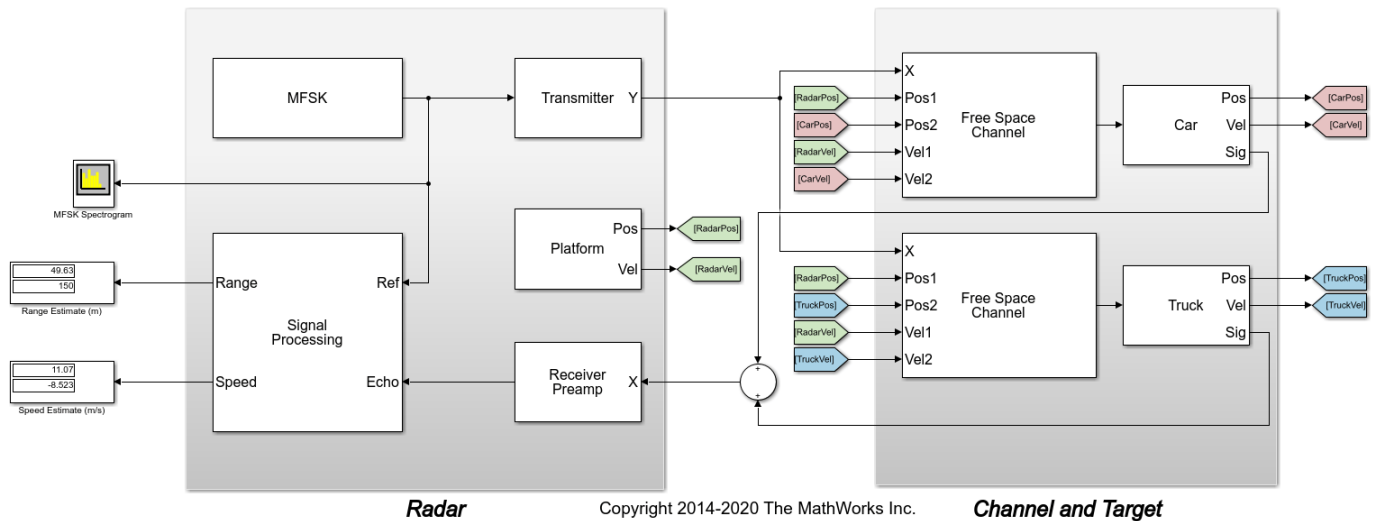 MFSK
Transmitter
Y
MFSK Spectrogram
Platform
Pos
Vel
[RadarPos]
[RadarVel]
49.63
150
Range Estimate (m)
11.07
-8.523
Speed Estimate (m/s)
Range
Ref
Signal
Processing
Speed
Echo
Receiver
Preamp
X
+
+
[RadarPos]
[CarPos]
[RadarVel]
[CarVel]
X
Pos1
Pos2
Vel1
Vel2
Free Space
Channel
Car
Pos
Vel
Sig
[CarPos]
[CarVel]
[RadarPos]
[TruckPos]
[RadarVel]
[TruckVel]
X
Pos1
Pos2
Vel1
Vel2
Free Space
Channel
Truck
Pos
Vel
Sig
[TruckPos]
[TruckVel]
Radar
Copyright 2014-2020 The MathWorks Inc.
Channel and Target